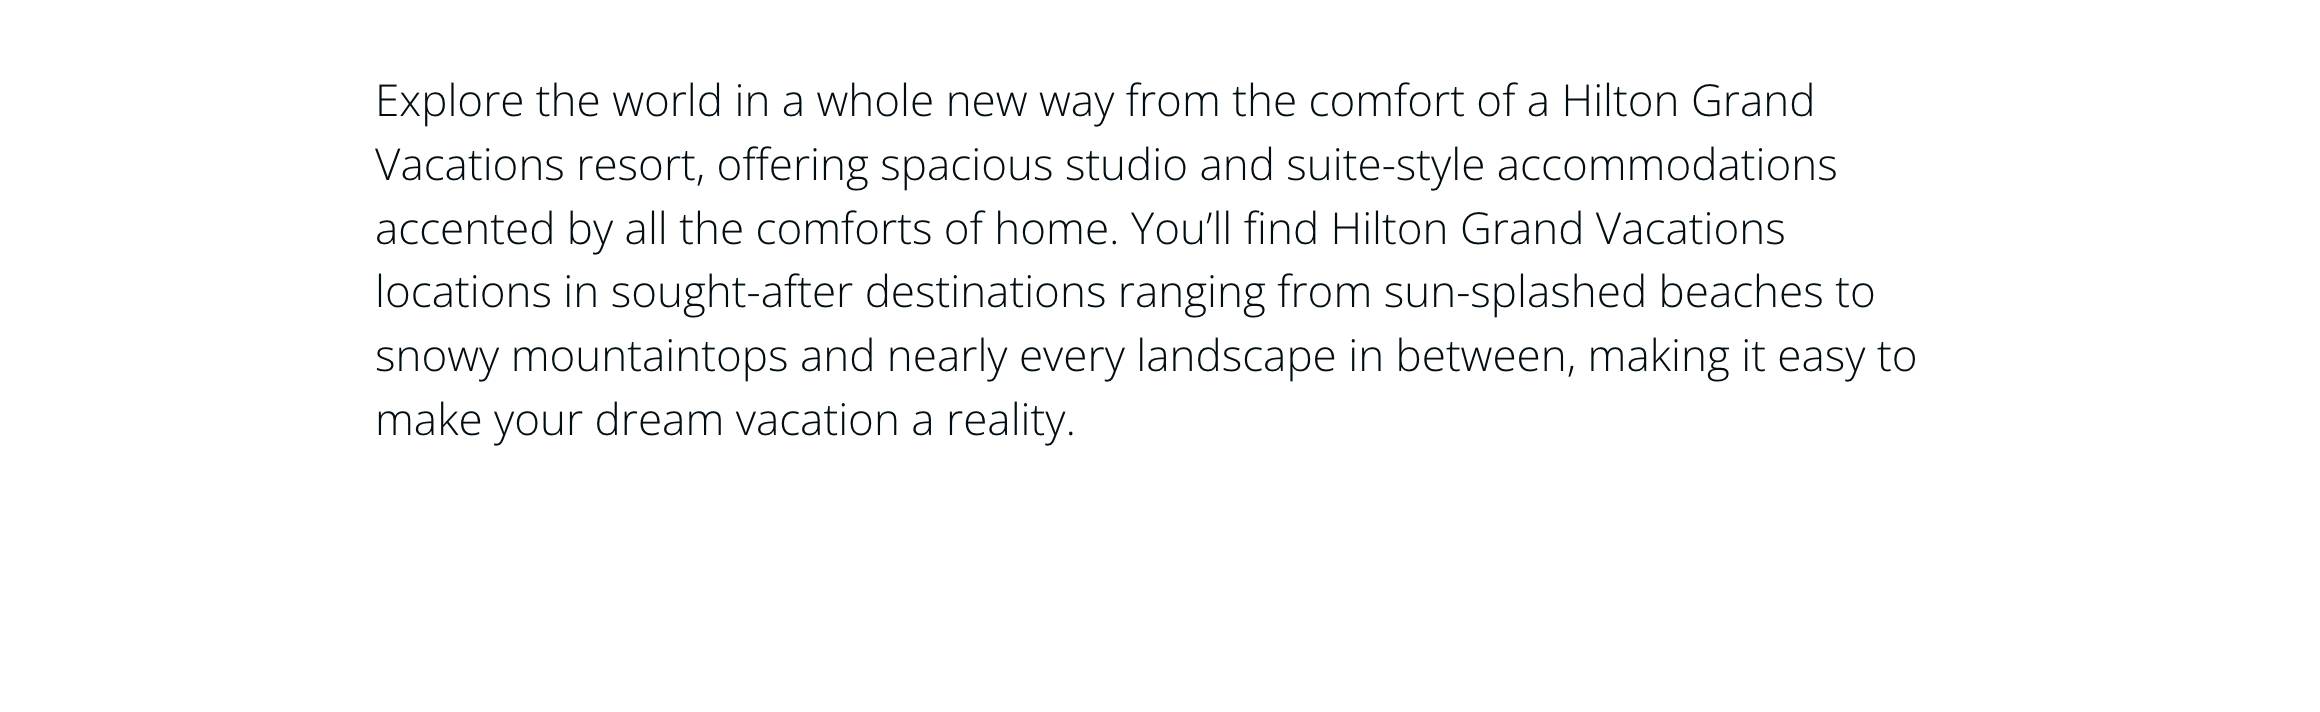 Explore the world in a whole new way from the comfort of a Hilton Grand
Vacations resort, offering spacious studio and suite-style accommodations
accented by all the comforts of home. You’ll find Hilton Grand Vacations
locations in sought-after destinations ranging from sun-splashed beaches to
snowy mountaintops and nearly every landscape in between, making it easy to
make your dream vacation a reality.